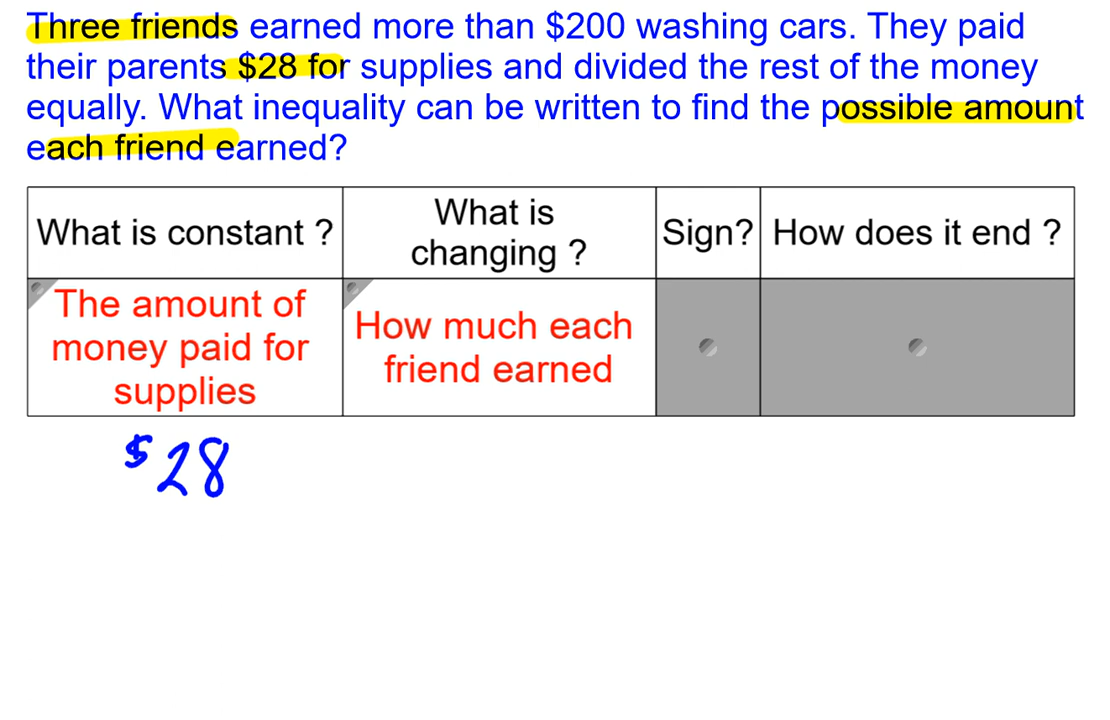 Three friends earned more than $200 washing cars. They paid
their parents $28 for supplies and divided the rest of the money
equally. What inequality can be written to find the possible amount
each friend earned?
What is constant ?
What is
changing ?
Sign?
How does it end ?
The amount of
money paid for
supplies
How much each
friend earned
$28